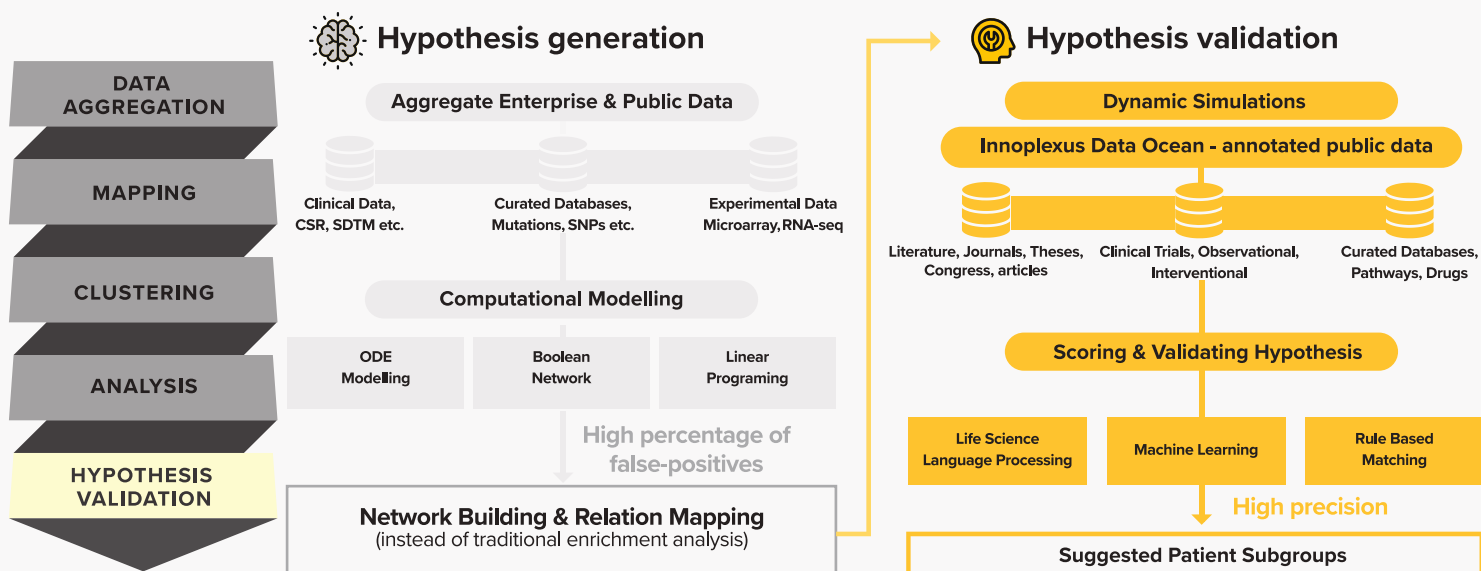 DATA
AGGREGATION
MAPPING
CLUSTERING
ANALYSIS
HYPOTHESIS
VALIDATION
Hypothesis generation
Aggregate Enterprise & Public Data
Clinical Data,
CSR, SDTM etc.
Curated Databases,
Mutations, SNPs etc.
Experimental Data
Microarray, RNA-seq
Computational Modelling
ODE
Modelling
Boolean
Network
Linear
Programing
High percentage of
false-positives
Network Building & Relation Mapping
(instead of traditional enrichment analysis)
Hypothesis validation
Dynamic Simulations
Innoplexus Data Ocean - annotated public data
Literature, Journals, Theses,
Congress, articles
Clinical Trials, Observational,
Interventional
Curated Databases,
Pathways, Drugs
Scoring & Validating Hypothesis
Life Science
Language Processing
Machine Learning
Rule Based
Matching
High precision
Suggested Patient Subgroups